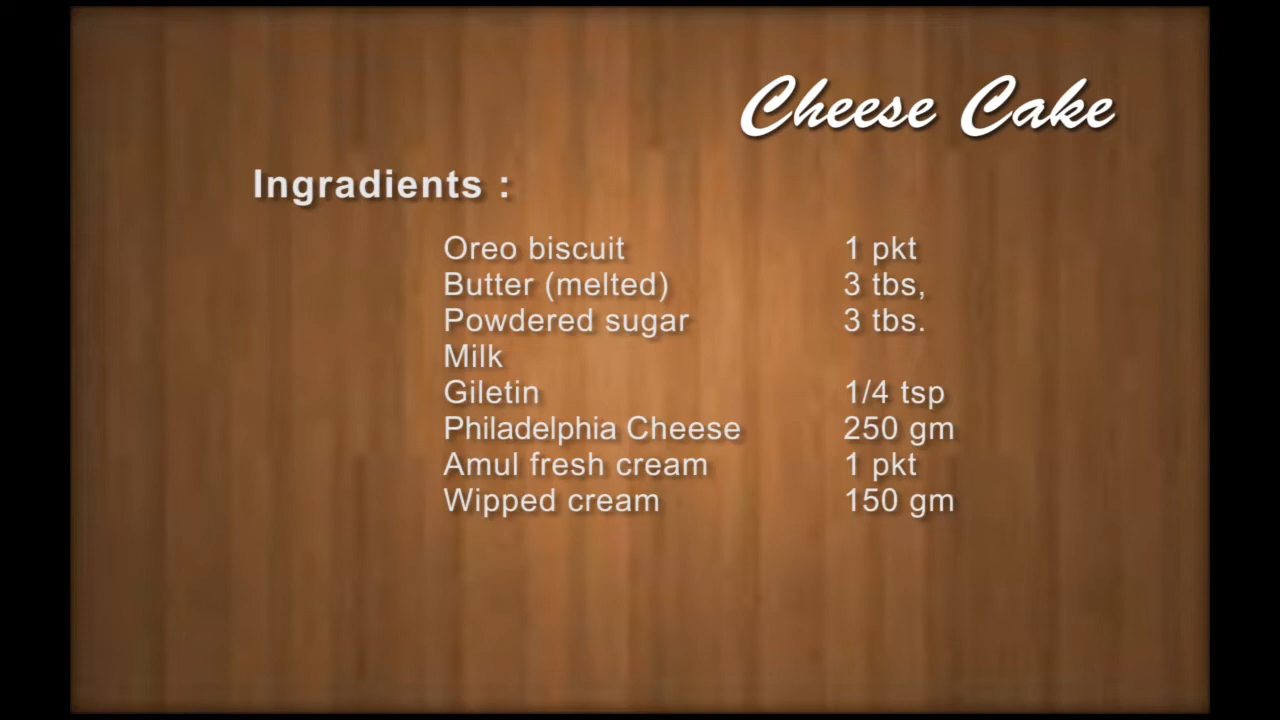 Cheese Cake
Ingradients :
Oreo biscuit 1 pkt
Butter (melted) 3 tbs,
Powdered sugar 3 tbs.
Milk
Giletin 1/4 tsp
Philadelphia Cheese 250 gm
Amul fresh cream 1 pkt
Wipped cream 150 gm